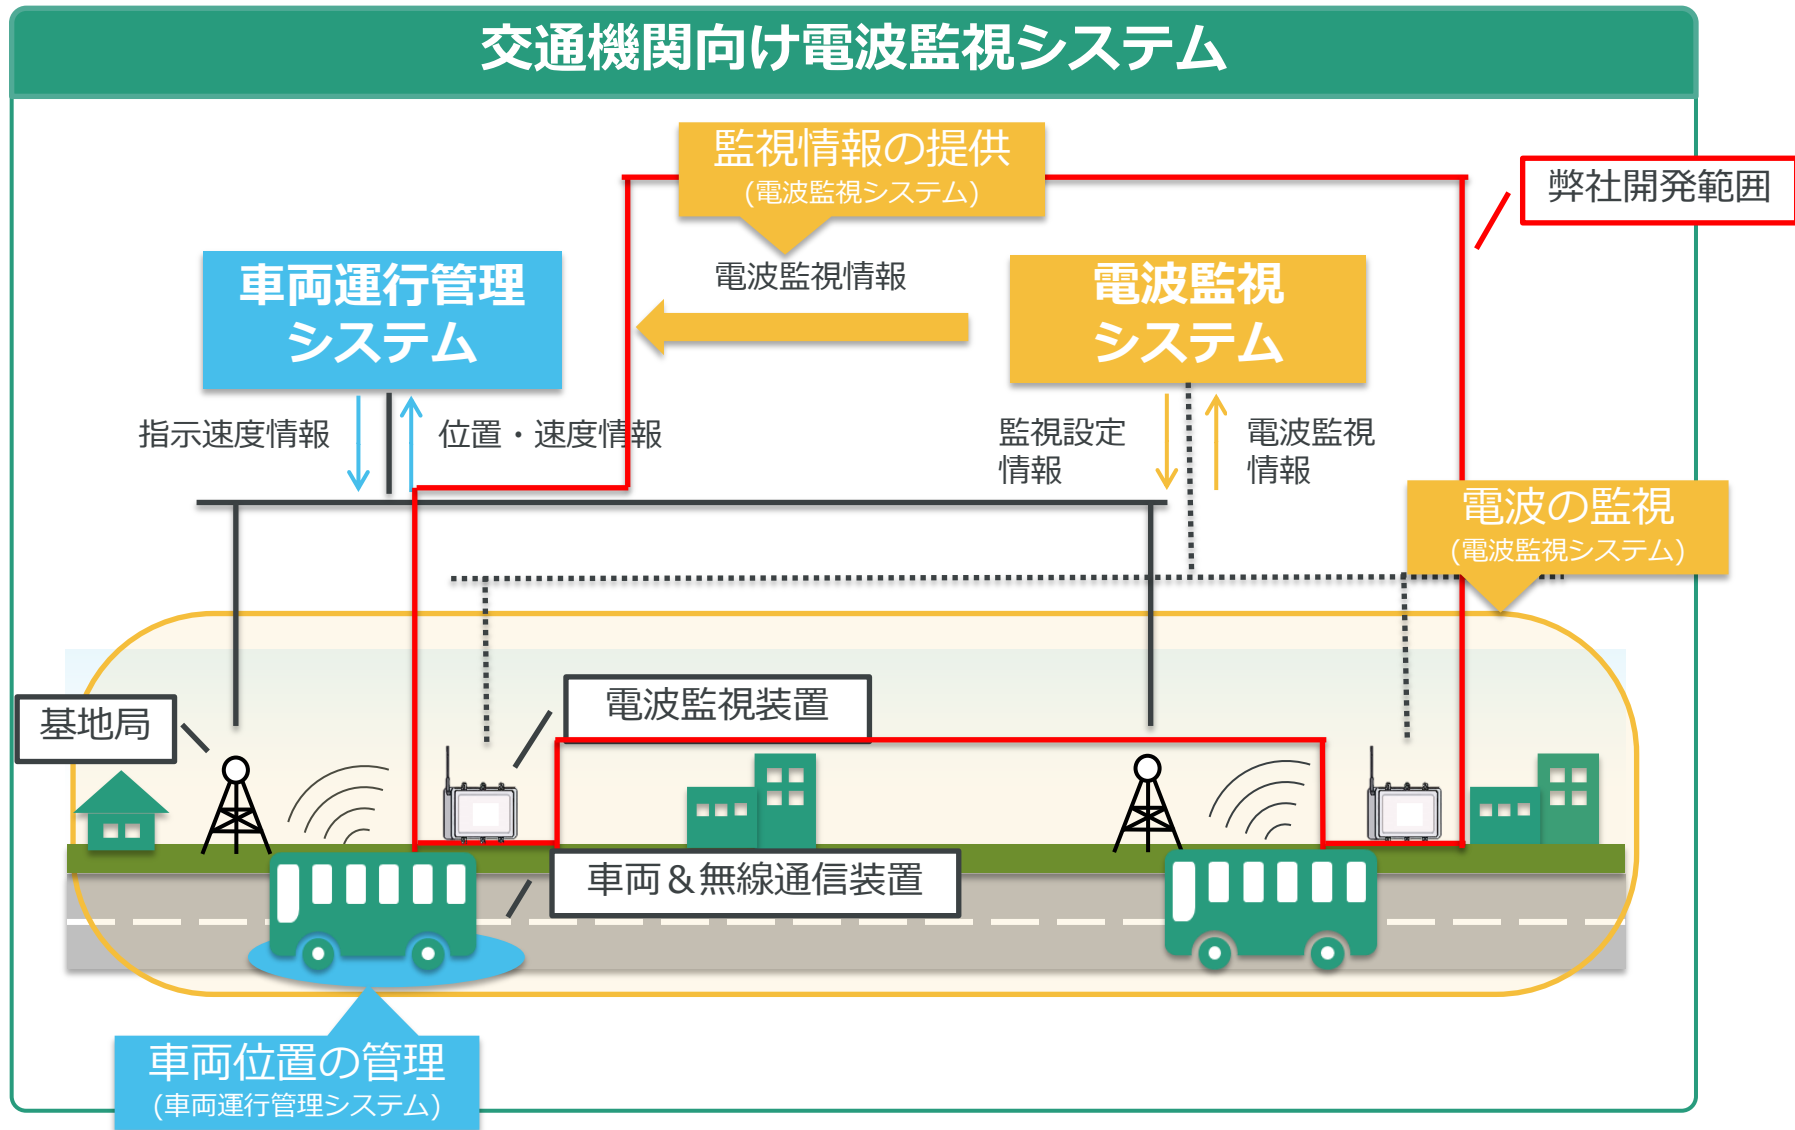 交通機関向け電波監視システム
監視情報の提供
(電波監視システム)
弊社開発範囲
車両運行管理
システム
電波監視情報
電波監視
システム
指示速度情報
位置・速度情報
監視設定
情報
電波監視
情報
電波の監視
(電波監視システム)
基地局
電波監視装置
車両＆無線通信装置
車両位置の管理
(車両運行管理システム)